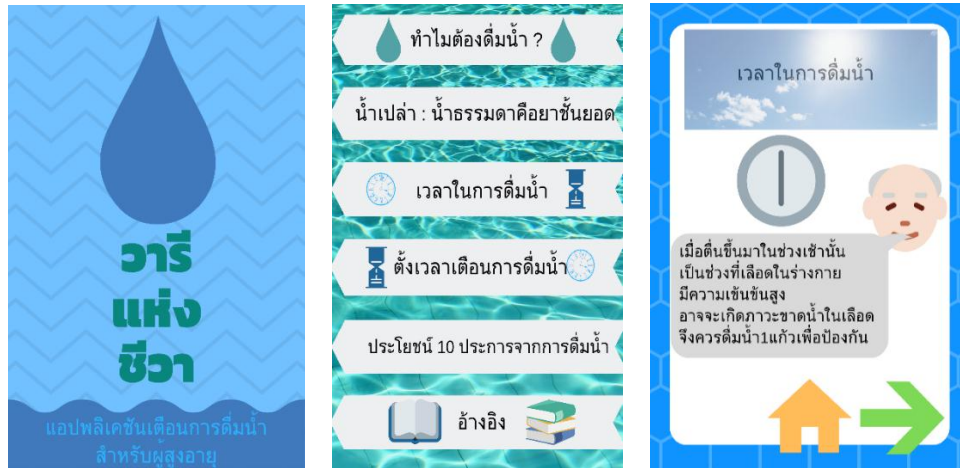 วารี
แห่ง
ชีวา
แอปพลิเคชันเตือนการดื่มน้ำ
สำหรับผู้สูงอายุ
ทำไมต้องดื่มน้ำ ?
น้ำเปล่า : น้ำธรรมดาคือยาชั้นยอด
เวลาในการดื่มน้ำ
ตั้งเวลาเตือนการดื่มน้ำ
ประโยชน์ 10 ประการจากการดื่มน้ำ
อ้างอิง
เวลาในการดื่มน้ำ
เมื่อตื่นขึ้นมาในช่วงเช้านั้น
เป็นช่วงที่เลือดในร่างกาย
มีความเข้นข้นสูง
อาจจะเกิดภาวะขาดน้ำในเลือด
จึงควรดื่มน้ำ1แก้วเพื่อป้องกัน